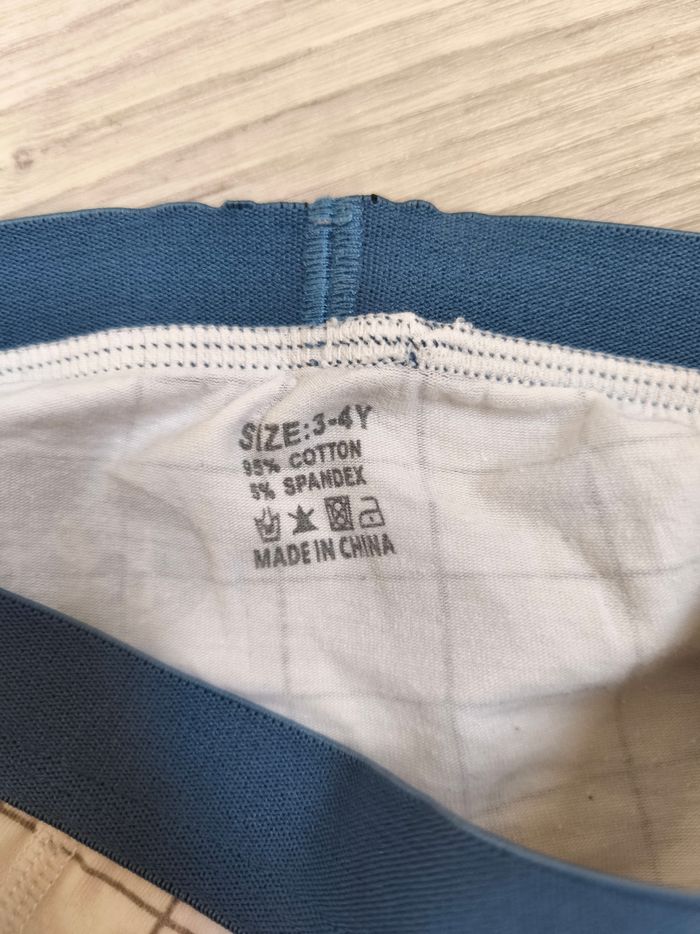 SIZE:3-4Y
95% COTTON
5% SPANDEX
MADE IN CHINA